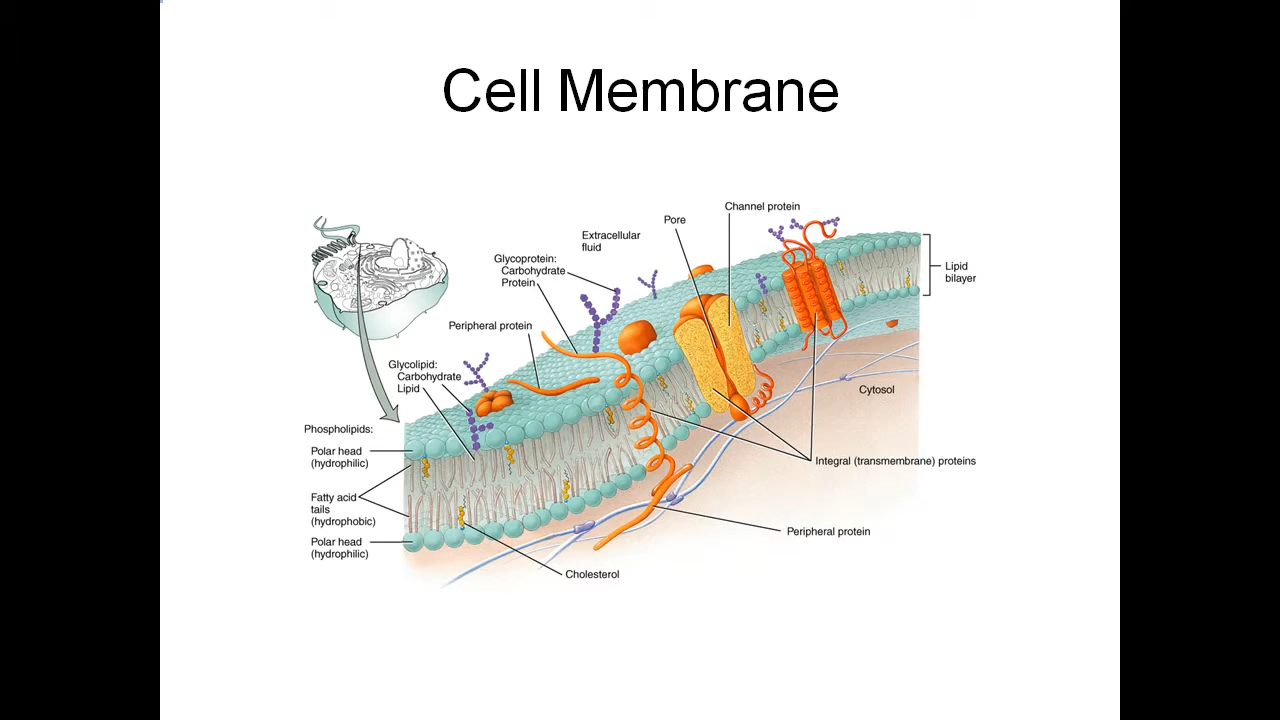 Cell Membrane
Channel protein
Pore
Extracellular
fluid
Glycoprotein:
Carbohydrate
Protein
Lipid
bilayer
Peripheral protein
Glycolipid:
Carbohydrate
Lipid
Cytosol
Phospholipids:
Polar head
(hydrophilic)
Integral (transmembrane) proteins
Fatty acid
tails
(hydrophobic)
Peripheral protein
Polar head
(hydrophilic)
Cholesterol